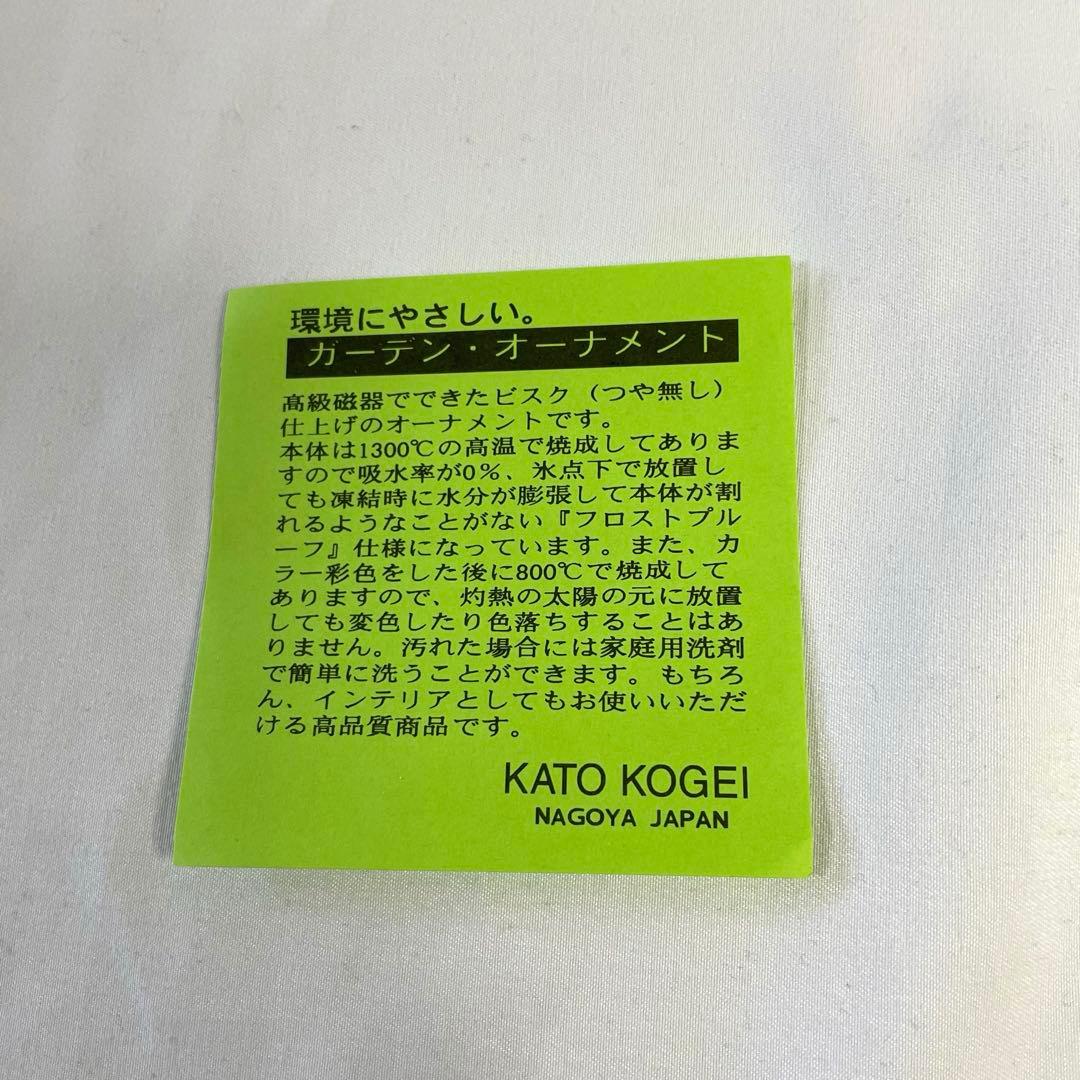 環境にやさしい。
ガーデン・オーナメント
高級磁器でできたビスク（つや無し）
仕上げのオーナメントです。
本体は1300℃の高温で焼成してありま
すので吸水率が0％、氷点下で放置し
ても凍結時に水分が膨張して本体が割
れるようなことがない『フロストプル
ーフ』仕様になっています。また、カ
ラー彩色をした後に800℃で焼成して
ありますので、灼熱の太陽の元に放置
しても変色したり色落ちすることはあ
りません。汚れた場合には家庭用洗剤
で簡単に洗うことができます。もちろ
ん、インテリアとしてもお使いいただ
ける高品質商品です。
KATO KOGEI
NAGOYA JAPAN